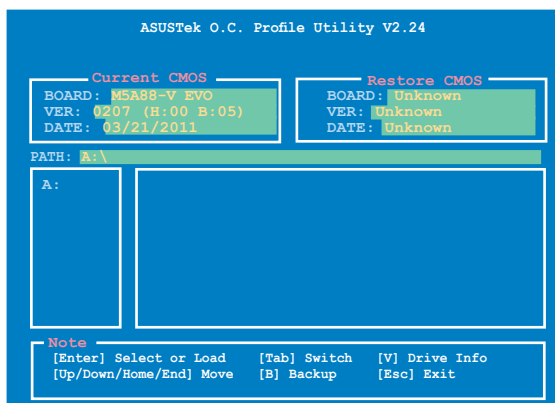 ASUSTek O.C. Profile Utility V2.24
Current CMOS
BOARD: M5A88-V EVO
VER: 0207 (H:00 B:05)
DATE: 03/21/2011
Restore CMOS
BOARD: Unknown
VER: Unknown
DATE: Unknown
PATH: A:\
A:
Note
[Enter] Select or Load [Tab] Switch [V] Drive Info
[Up/Down/Home/End] Move [B] Backup [Esc] Exit